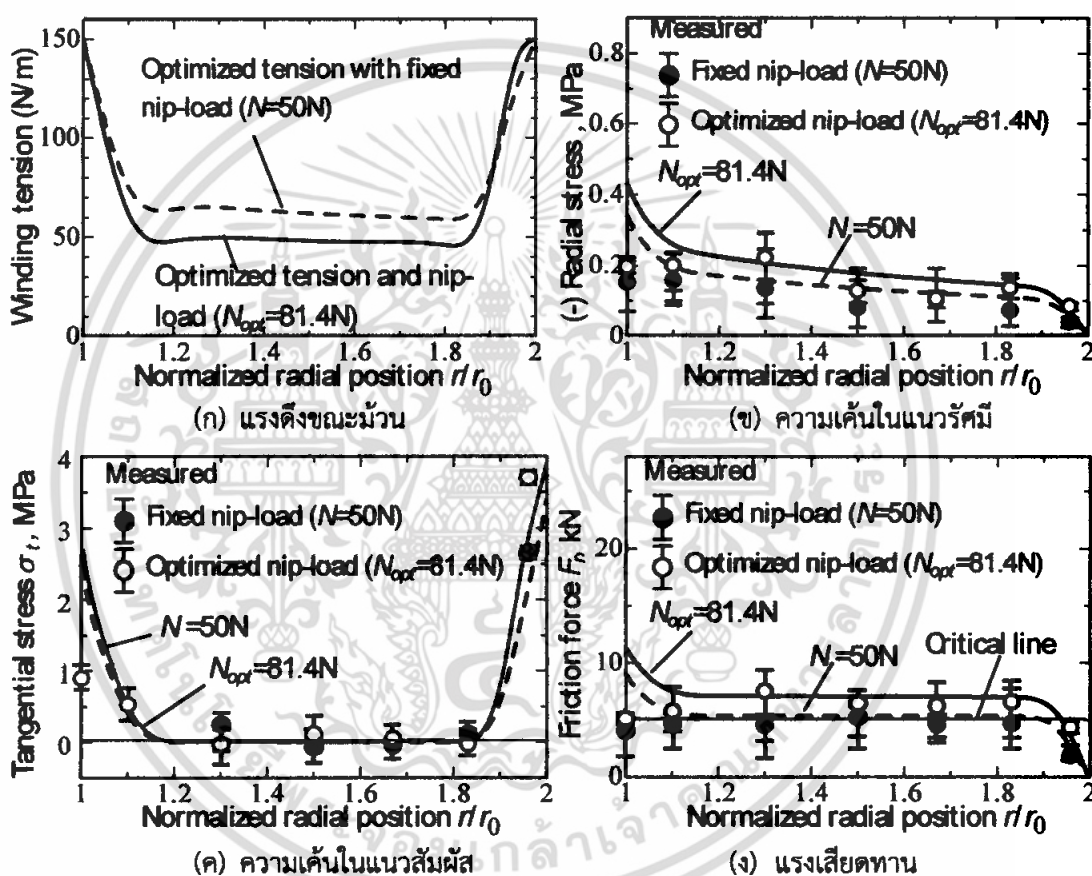 Winding tension (N/m)
150
100
50
0
Optimized tension with fixed
nip-load (N=50N)
Optimized tension and nip-
load (Nopt=81.4N)
1 1.2 1.4 1.6 1.8 2
Normalized radial position r/r0
(ก) แรงดึงขณะม้วน
(-) Radial stress , MPa
0.8
0.6
0.4
0.2
0
Measured
Fixed nip-load (N=50N)
Optimized nip-load (Nopt=81.4N)
Nopt=81.4N
N=50N
1 1.2 1.4 1.6 1.8 2
Normalized radial position r/r0
(ข) ความเค้นในแนวรัศมี
Tangential stress σt, MPa
4
3
2
1
0
Measured
Fixed nip-load (N=50N)
Optimized nip-load (Nopt=81.4N)
N=50N
Nopt=81.4N
1 1.2 1.4 1.6 1.8 2
Normalized radial position r/r0
(ค) ความเค้นในแนวสัมผัส
Friction force F, kN
20
10
0
Measured
Fixed nip-load (N=50N)
Optimized nip-load (Nopt=81.4N)
Nopt=81.4N
N=50N
Critical line
1 1.2 1.4 1.6 1.8 2
Normalized radial position r/r0
(ง) แรงเสียดทาน